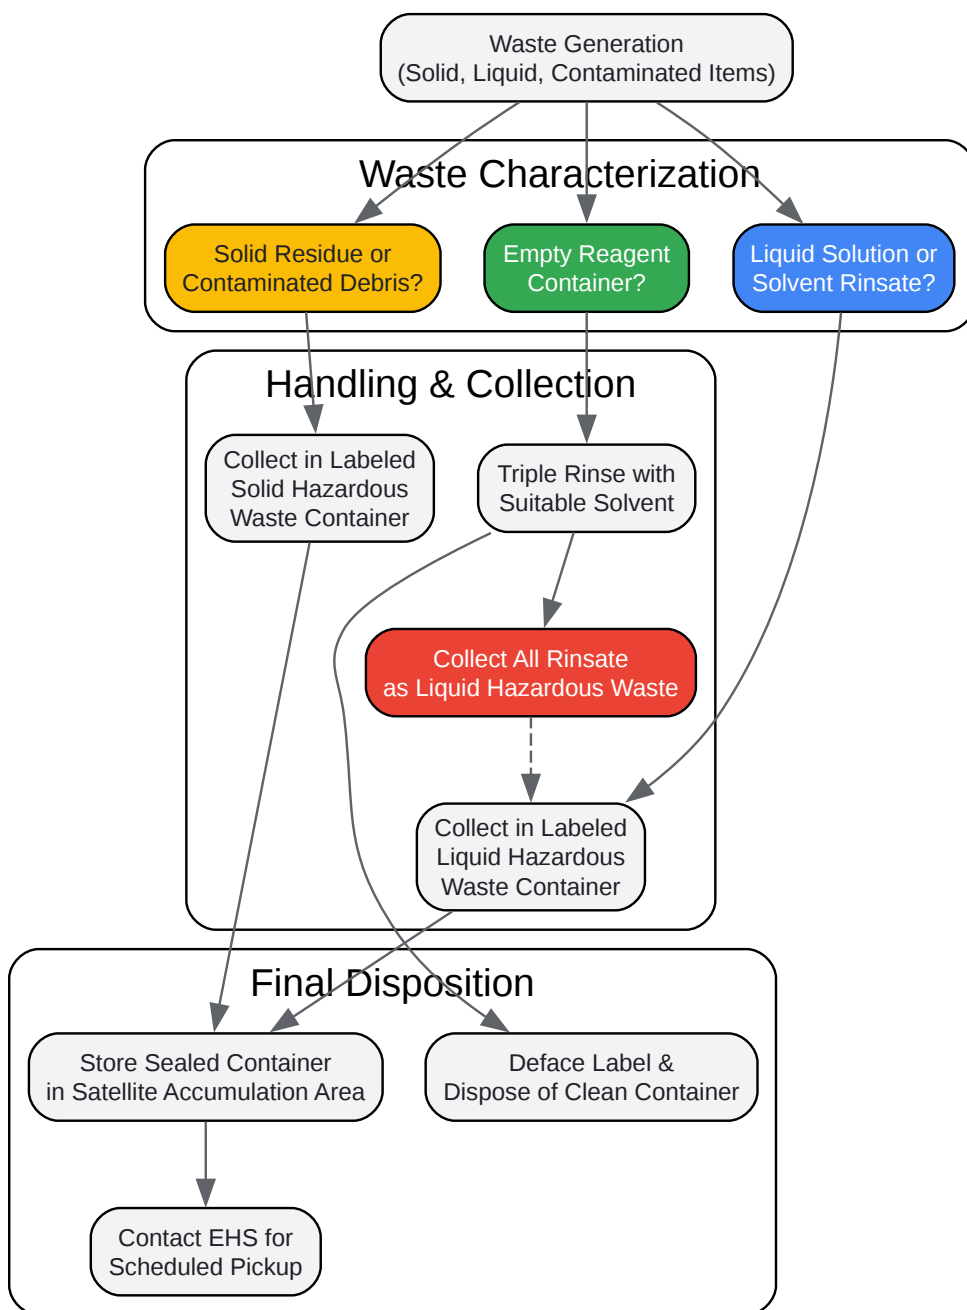 Waste Generation
(Solid, Liquid, Contaminated Items)
Waste Characterization
Solid Residue or
Contaminated Debris?
Empty Reagent
Container?
Liquid Solution or
Solvent Rinsate?
Handling & Collection
Collect in Labeled
Solid Hazardous
Waste Container
Triple Rinse with
Suitable Solvent
Collect All Rinsate
as Liquid Hazardous Waste
Collect in Labeled
Liquid Hazardous
Waste Container
Final Disposition
Store Sealed Container
in Satellite Accumulation Area
Deface Label &
Dispose of Clean Container
Contact EHS for
Scheduled Pickup